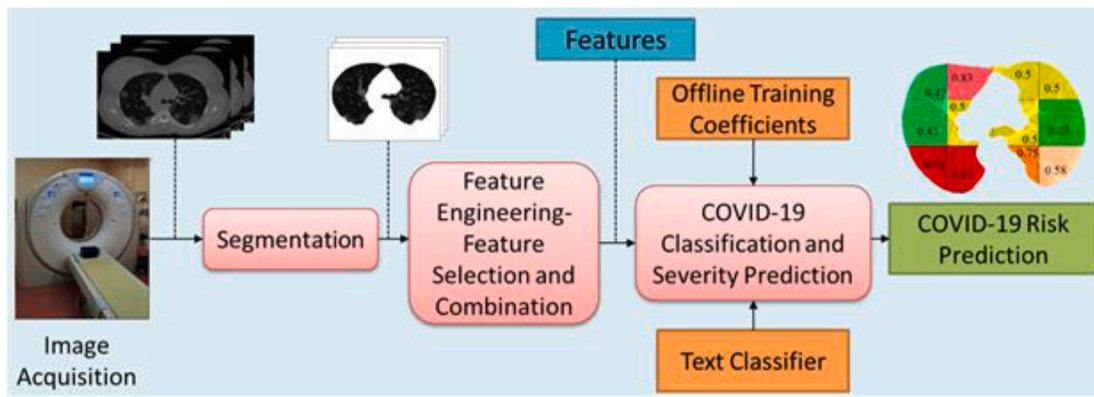 Features
Offline Training
Coefficients
0.83
0.5
0.5
0.42
0.5
0.42
0.5
0.75
0.58
Feature
Engineering-
Feature
Selection and
Combination
Segmentation
COVID-19
Classification and
Severity Prediction
COVID-19 Risk
Prediction
Image
Acquisition
Text Classifier